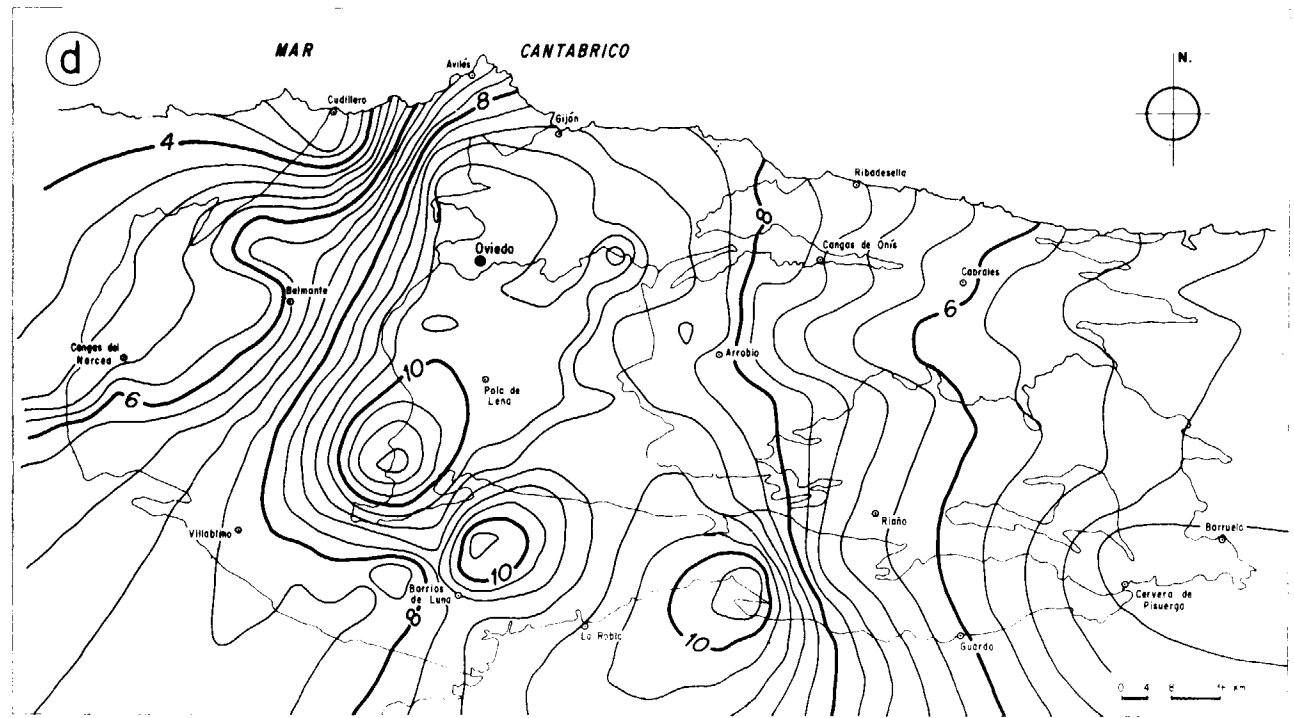 d
MAR CANTABRICO
N.
Avilés
Cudillero
8
Gijón
4
Ribadesella
8
Oviedo
Cangas de Onís
Cabrales
Belmonte
6
Cangas del
Narcea
Arrobio
10
Pola de
Lena
6
Villablino
Riaño
Barruelo
10
Barrios
de Luna
8
Cervera de
Pisuerga
La Robla
10
Guardo
0 4 8 km